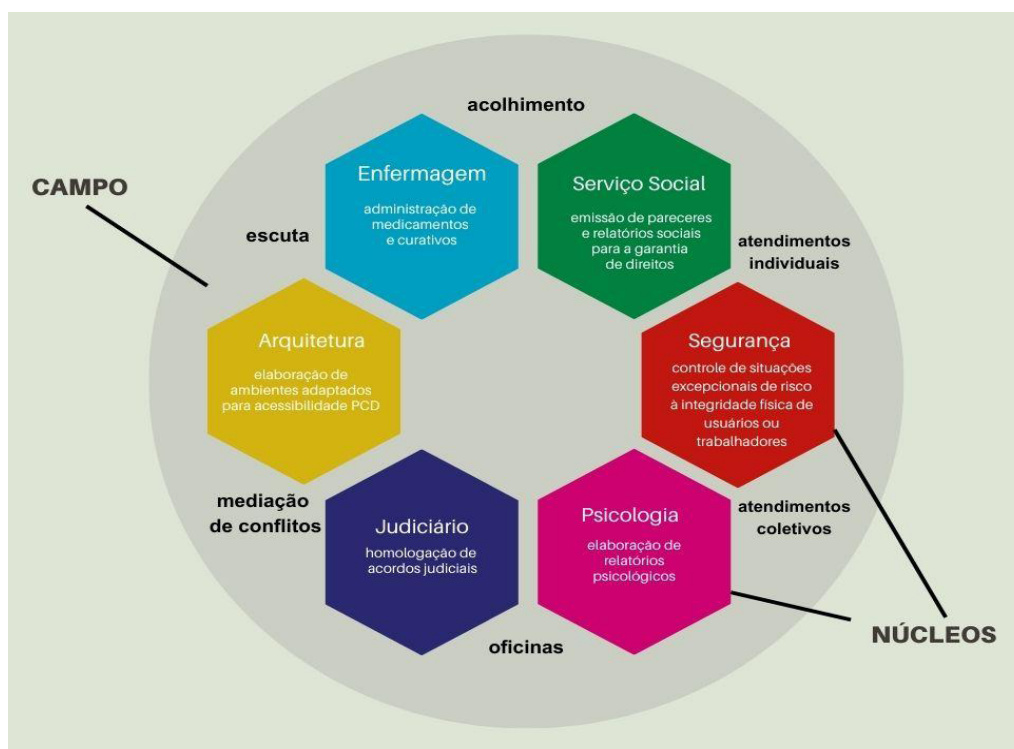 acolhimento
CAMPO
Enfermagem
administração de
medicamentos
e curativos
Serviço Social
emissão de pareceres
e relatórios sociais
para a garantia
de direitos
escuta
atendimentos
individuais
Arquitetura
elaboração de
ambientes adaptados
para acessibilidade PCD
Segurança
controle de situações
excepcionais de risco
à integridade física de
usuários ou
trabalhadores
mediação
de conflitos
Judiciário
homologação de
acordos judiciais
Psicologia
elaboração de
relatórios
psicológicos
atendimentos
coletivos
oficinas
NÚCLEOS